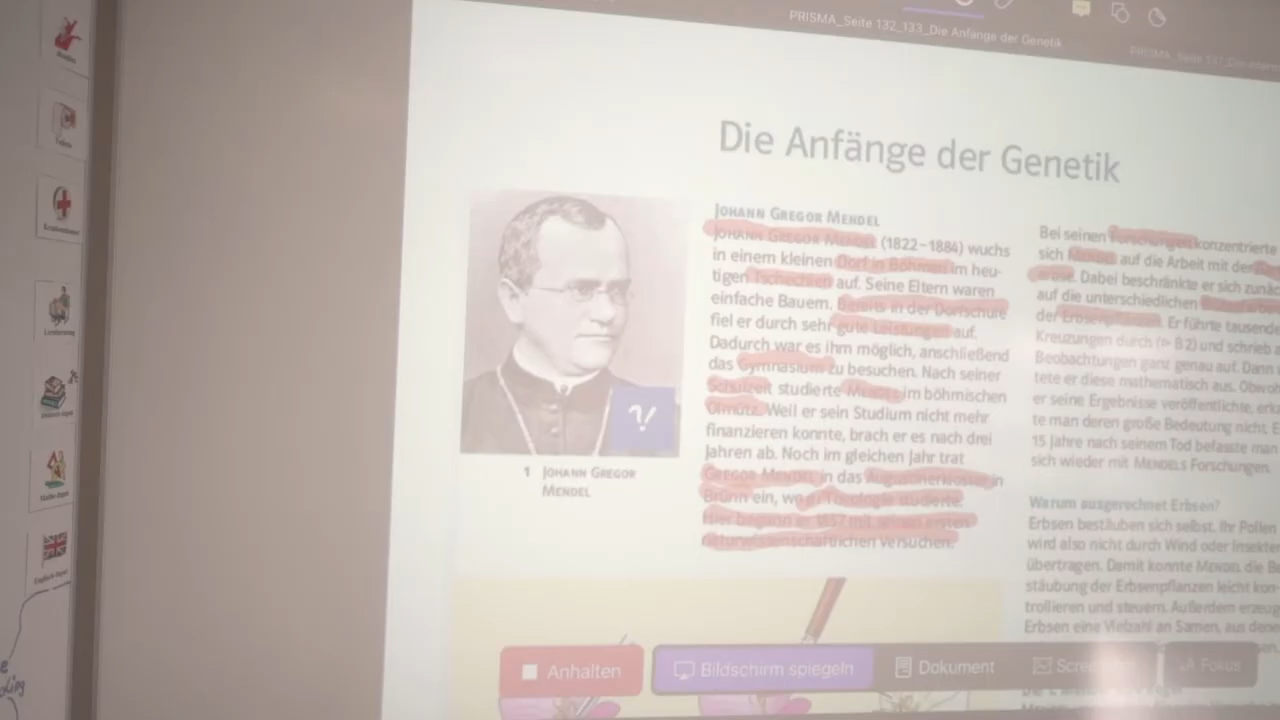 PRISMA_Seite 132_133_Die Anfänge der Genetik
Die Anfänge der Genetik
JOHANN GREGOR MENDEL
JOHANN GREGOR MENDEL (1822–1884) wuchs
in einem kleinen Dorf in Böhmen im heu-
tigen Tschechien auf. Seine Eltern waren
einfache Bauern. Bereits in der Dorfschule
fiel er durch sehr gute Leistungen auf.
Dadurch war es ihm möglich, anschließend
das Gymnasium zu besuchen. Nach seiner
Schulzeit studierte MENDEL im böhmischen
Olmütz. Weil er sein Studium nicht mehr
finanzieren konnte, brach er es nach drei
Jahren ab. Noch im gleichen Jahr trat
GREGOR MENDEL in das Augustinerkloster in
Brünn ein, wo er Theologie studierte.
Hier begann er 1857 mit seinen ersten
naturwissenschaftlichen Versuchen.
1 JOHANN GREGOR
MENDEL
Bei seinen Forschungen konzentrierte
sich MENDEL auf die Arbeit mit der
Dabei beschränkte er sich
auf die unterschiedlichen
der Erbsenpflanzen. Er führte tausende
Kreuzungen durch (▷ B 2) und schrieb
Beobachtungen ganz genau auf. Dann
tete er diese mathematisch aus.
er seine Ergebnisse veröffentlichte,
te man deren große Bedeutung nicht.
15 Jahre nach seinem Tod befasste man
sich wieder mit MENDELS Forschungen.
Warum ausgerechnet Erbsen?
Erbsen bestäuben sich selbst. Ihr Pollen
wird also nicht durch Wind oder Insekten
übertragen. Damit konnte MENDEL die Be
stäubung der Erbsenpflanzen leicht kon-
trollieren und steuern. Außerdem
Erbsen eine Vielzahl an Samen, aus
Anhalten
Bildschirm spiegeln
Dokument
Fokus